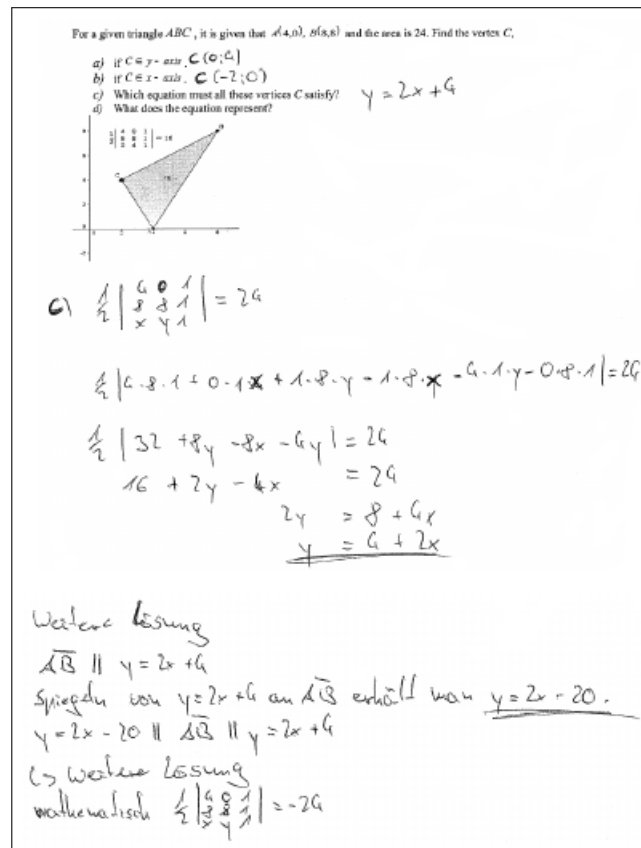 For a given triangle ABC, it is given that A(4,0), B(8,8) and the area is 24. Find the vertex C,
a) if C ∈ y - axis. C (0;4)
b) if C ∈ x - axis. C (-2;0)
c) Which equation must all these vertices C satisfy? y = 2x + 4
d) What does the equation represent?
c) 1/2 | 4 0 1 | = 24
| 8 8 1 |
| x y 1 |
1/2 |4·8·1 + 0·1·x + 1·8·y - 1·8·x - 4·1·y - 0·8·1| = 24
1/2 | 32 + 8y - 8x - 4y | = 24
16 + 2y - 4x = 24
2y = 8 + 4x
y = 4 + 2x
Weitere Lösung
AB || y = 2x + 4
Spiegeln von y = 2x + 4 an AB erhält man y = 2x - 20.
y = 2x - 20 || AB || y = 2x + 4
↳ weitere Lösung
mathematisch 1/2 | 4 0 1 | = -24
| 8 8 1 |
| x y 1 |